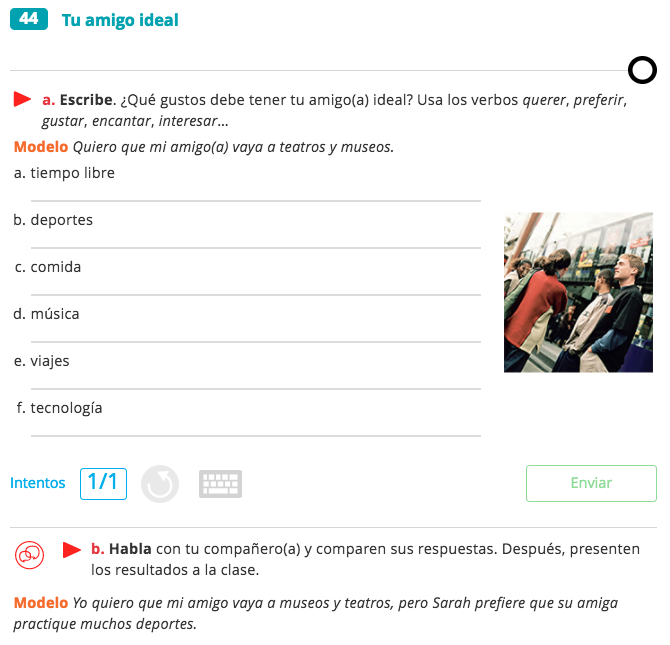 44 Tu amigo ideal
a. Escribe. ¿Qué gustos debe tener tu amigo(a) ideal? Usa los verbos querer, preferir,
gustar, encantar, interesar...
Modelo Quiero que mi amigo(a) vaya a teatros y museos.
a. tiempo libre
b. deportes
c. comida
d. música
e. viajes
f. tecnología
Intentos 1/1 Enviar
b. Habla con tu compañero(a) y comparen sus respuestas. Después, presenten
los resultados a la clase.
Modelo Yo quiero que mi amigo vaya a museos y teatros, pero Sarah prefiere que su amiga
practique muchos deportes.